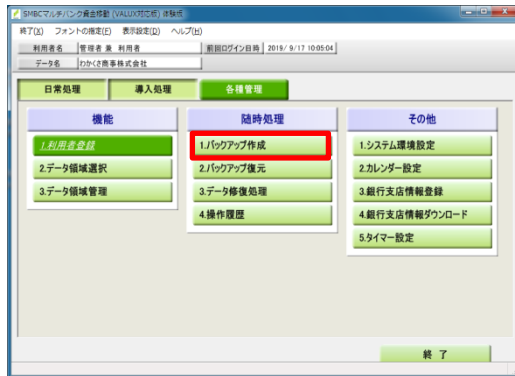 SMBCマルチバンク資金移動 (VALUX対応版) 体験版
終了(X) フォントの指定(F) 表示設定(D) ヘルプ(H)
利用者名 管理者 兼 利用者 前回ログイン日時 2019/ 9/17 10:05:04
データ名 わかくさ商事株式会社
日常処理 導入処理 各種管理
機能 随時処理 その他
1.利用者登録 1.バックアップ作成 1.システム環境設定
2.データ領域選択 2.バックアップ復元 2.カレンダー設定
3.データ領域管理 3.データ修復処理 3.銀行支店情報登録
4.操作履歴 4.銀行支店情報ダウンロード
5.タイマー設定
終 了